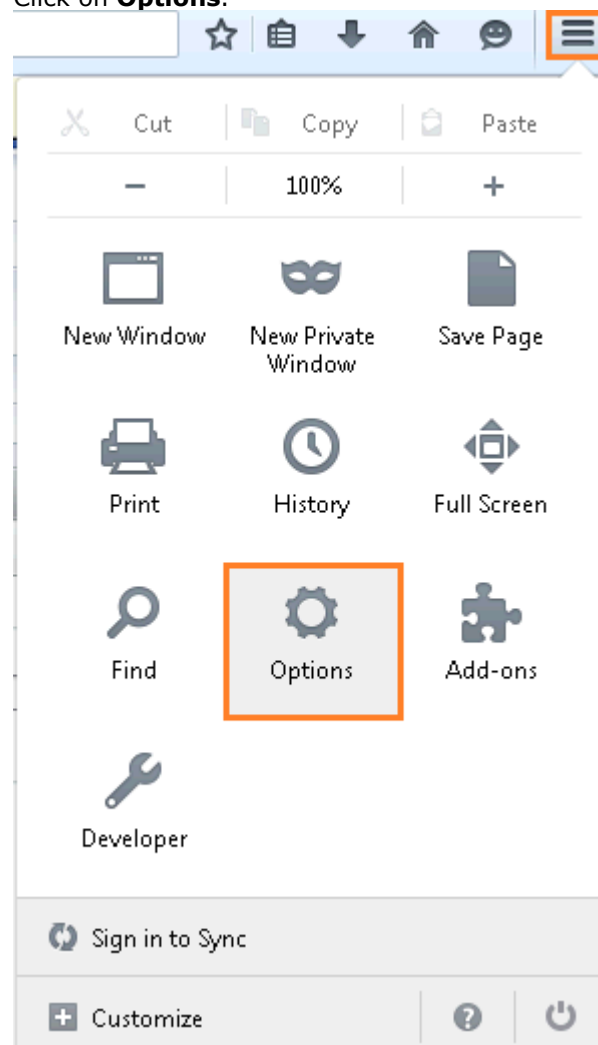 Click on Options.
Cut Copy Paste
− 100% +
New Window New Private Window Save Page
Print History Full Screen
Find Options Add-ons
Developer
Sign in to Sync
Customize